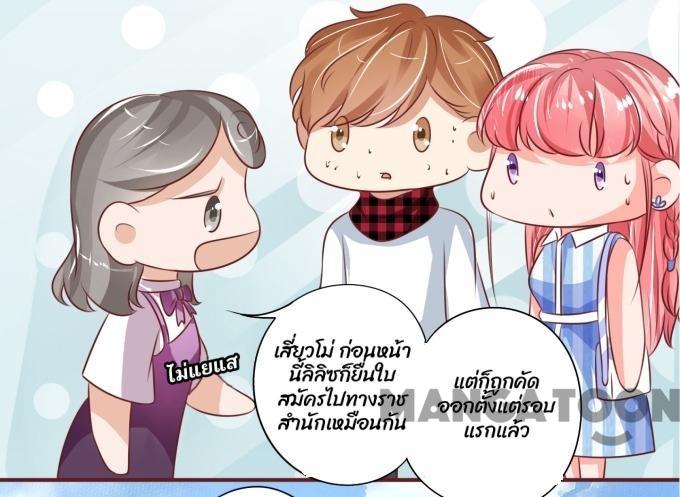 ไม่แยแส
เสี่ยวโม่ ก่อนหน้า
นี้ลิลิซก็ยื่นใบ
สมัครไปทางราช
สำนักเหมือนกัน
แต่ก็ถูกคัด
ออกตั้งแต่รอบ
แรกแล้ว
MANGATOON